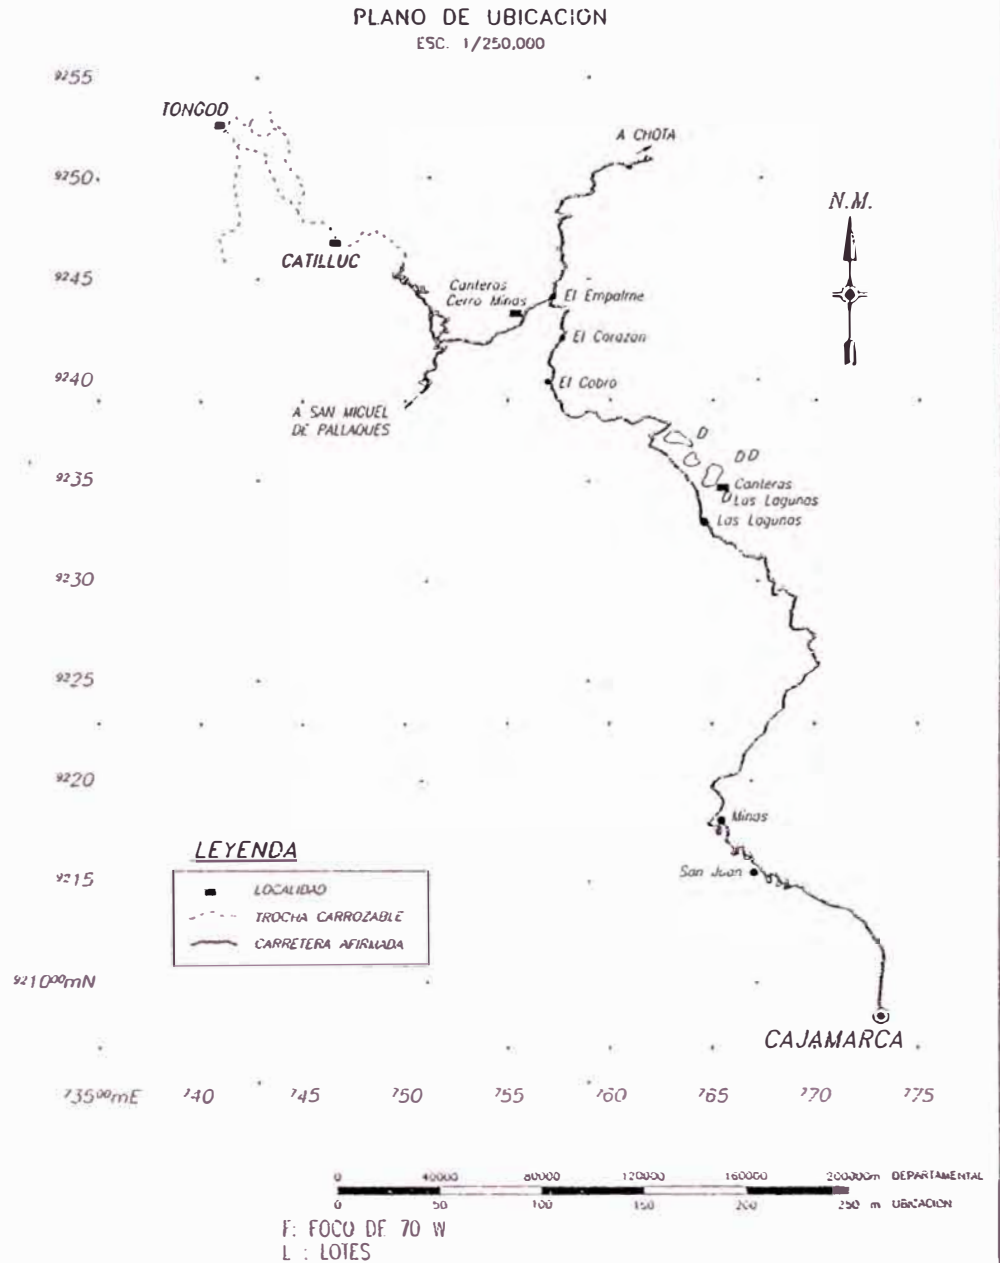 PLANO DE UBICACION
ESC. 1/250,000
9255
TONGOD
A CHOTA
9250
N.M.
CATILLUC
9245
Canteras
Cerro Minas
El Empalme
El Corazon
9240
El Cobro
A SAN MIGUEL
DE PALLAQUES
D
DD
9235
Canteras
Las Lagunas
Las Lagunas
9230
9225
9220
Minas
LEYENDA
San Juan
9215
LOCALIDAD
TROCHA CARROZABLE
CARRETERA AFIRMADA
9210⁰⁰mN
CAJAMARCA
735⁰⁰mE 740 745 750 755 760 765 770 775
0 40000 80000 120000 160000 200000m DEPARTAMENTAL
0 50 100 150 200 250 m UBICACION
F: FOCO DE 70 W
L : LOTES